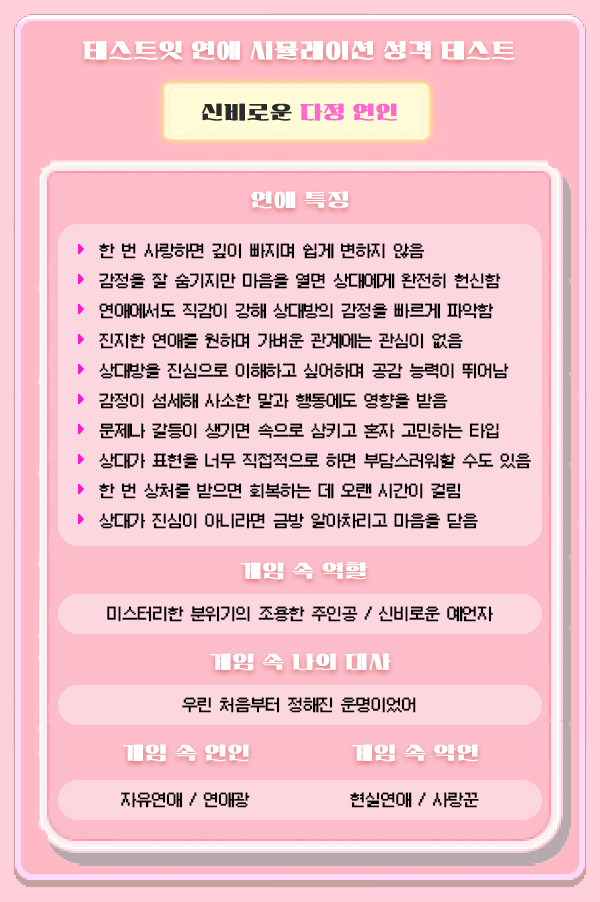 테스트잇 연애 시뮬레이션 성격 테스트
신비로운 다정 연인
연애 특징
한 번 사랑하면 깊이 빠지며 쉽게 변하지 않음
감정을 잘 숨기지만 마음을 열면 상대에게 완전히 헌신함
연애에서도 직감이 강해 상대방의 감정을 빠르게 파악함
진지한 연애를 원하며 가벼운 관계에는 관심이 없음
상대방을 진심으로 이해하고 싶어하며 공감 능력이 뛰어남
감정이 섬세해 사소한 말과 행동에도 영향을 받음
문제나 갈등이 생기면 속으로 삼키고 혼자 고민하는 타입
상대가 표현을 너무 직접적으로 하면 부담스러워할 수도 있음
한 번 상처를 받으면 회복하는 데 오랜 시간이 걸림
상대가 진심이 아니라면 금방 알아차리고 마음을 닫음
게임 속 역할
미스터리한 분위기의 조용한 주인공 / 신비로운 예언자
게임 속 나의 대사
우린 처음부터 정해진 운명이었어
게임 속 연인 게임 속 악연
자유연애 / 연애광 현실연애 / 사랑꾼